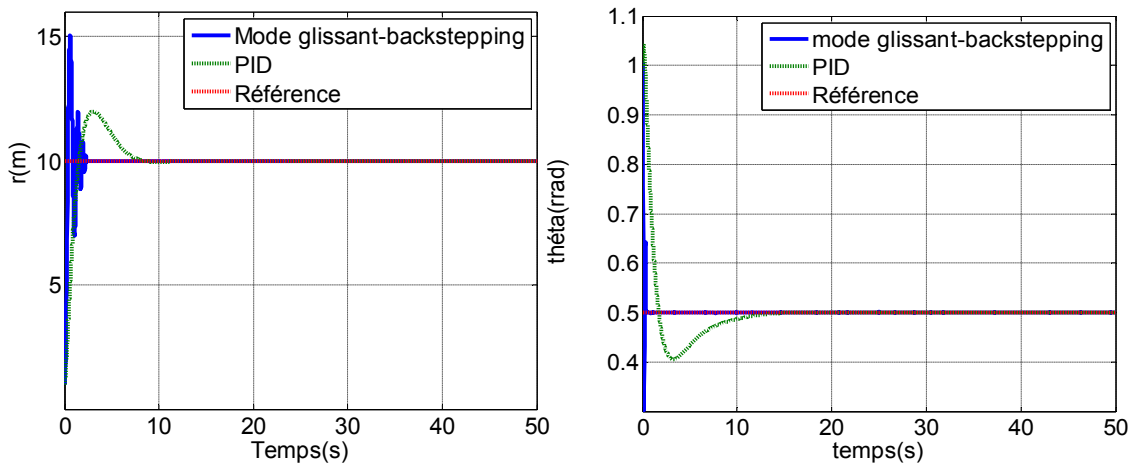 15
10
5
r(m)
Mode glissant-backstepping
PID
Référence
0
10
20
30
40
50
Temps(s)
1.1
1
0.9
0.8
0.7
0.6
0.5
0.4
théta(rrad)
mode glissant-backstepping
PID
Référence
0
10
20
30
40
50
temps(s)